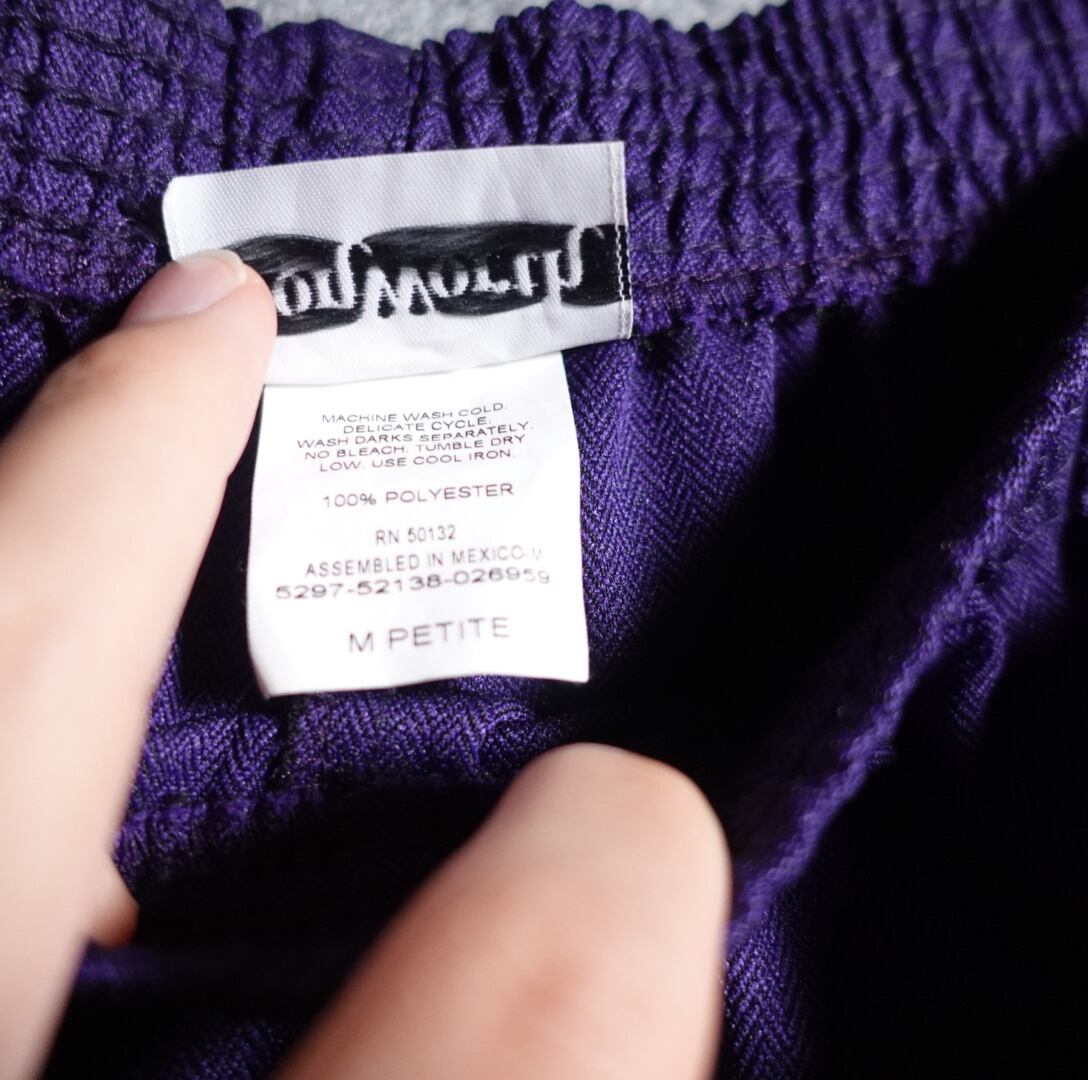 MACHINE WASH COLD.
DELICATE CYCLE.
WASH DARKS SEPARATELY.
NO BLEACH. TUMBLE DRY
LOW. USE COOL IRON.
100% POLYESTER
RN 50132
ASSEMBLED IN MEXICO
5297-52138-026959
M PETITE